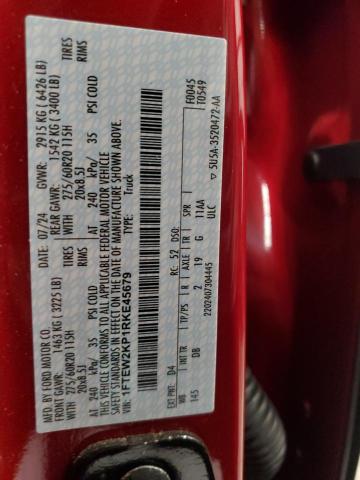 MFD. BY FORD MOTOR CO.
DATE: 07/24 GVWR: 2915 KG ( 6426 LB)
FRONT GAWR: 1463 KG ( 3225 LB) REAR GAWR: 1542 KG ( 3400 LB)
WITH 275/60R20 115H TIRES WITH 275/60R20 115H TIRES
20x8.5J RIMS 20x8.5J RIMS
AT 240 kPa/ 35 PSI COLD AT 240 kPa/ 35 PSI COLD
THIS VEHICLE CONFORMS TO ALL APPLICABLE FEDERAL MOTOR VEHICLE
SAFETY STANDARDS IN EFFECT ON THE DATE OF MANUFACTURE SHOWN ABOVE.
VIN: 1FTEW2KP1RKE45679
TYPE: Truck
F0045
T0549
EXT PNT: D4 RC: 52 DSO:
WB INT TR TP/PS R AXLE TR SPR
145 DB 2 19 G 11AA
ULC
2202407304445
▽ 5U5A-3520472-AA